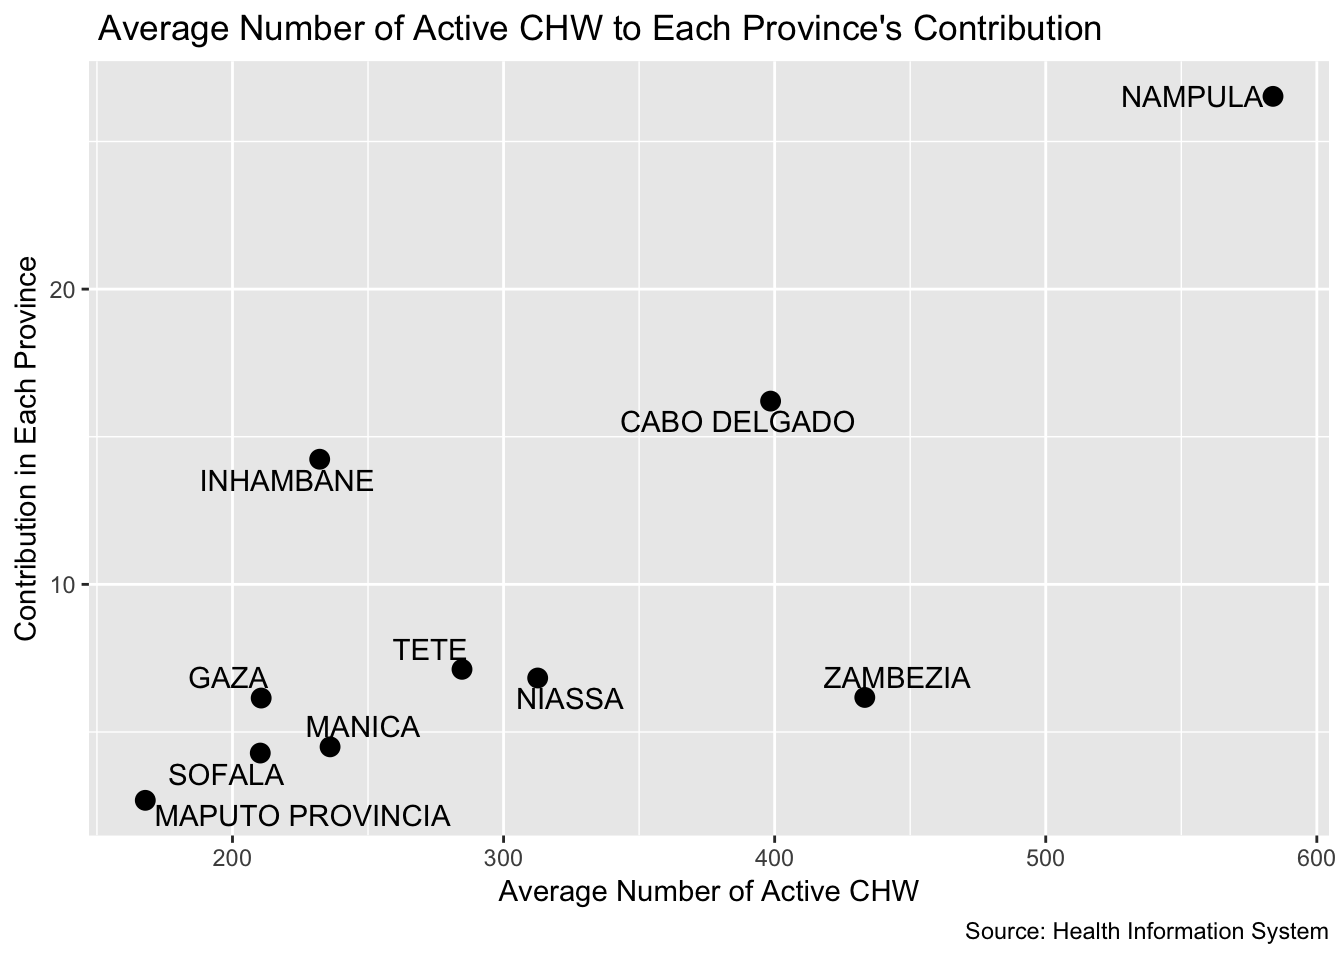 Average Number of Active CHW to Each Province's Contribution
NAMPULA
20
CABO DELGADO
INHAMBANE
Contribution in Each Province
10
TETE
GAZA
ZAMBEZIA
NIASSA
MANICA
SOFALA
MAPUTO PROVINCIA
200 300 400 500 600
Average Number of Active CHW
Source: Health Information System